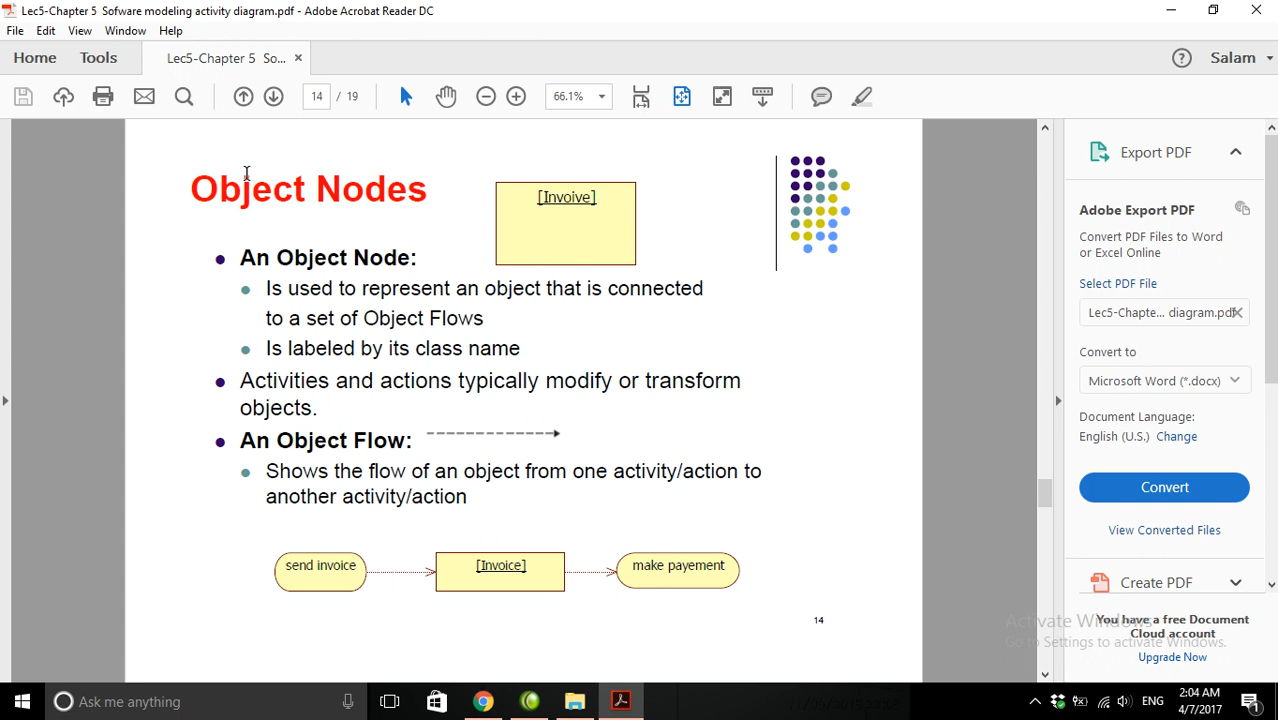 Lec5-Chapter 5 Sofware modeling activity diagram.pdf - Adobe Acrobat Reader DC
File Edit View Window Help
Home Tools Lec5-Chapter 5 So... × ? Salam
14 / 19 66.1%
Object Nodes
[Invoive]
An Object Node:
Is used to represent an object that is connected
to a set of Object Flows
Is labeled by its class name
Activities and actions typically modify or transform
objects.
An Object Flow:
Shows the flow of an object from one activity/action to
another activity/action
send invoice [Invoice] make payement
14
Export PDF
Adobe Export PDF
Convert PDF Files to Word
or Excel Online
Select PDF File
Lec5-Chapte... diagram.pdf
Convert to
Microsoft Word (*.docx)
Document Language:
English (U.S.) Change
Convert
View Converted Files
Create PDF
Activate Windows
Go to Settings to activate Windows.
You have a free Document
Cloud account
Upgrade Now
Ask me anything
ENG 2:04 AM
4/7/2017
1